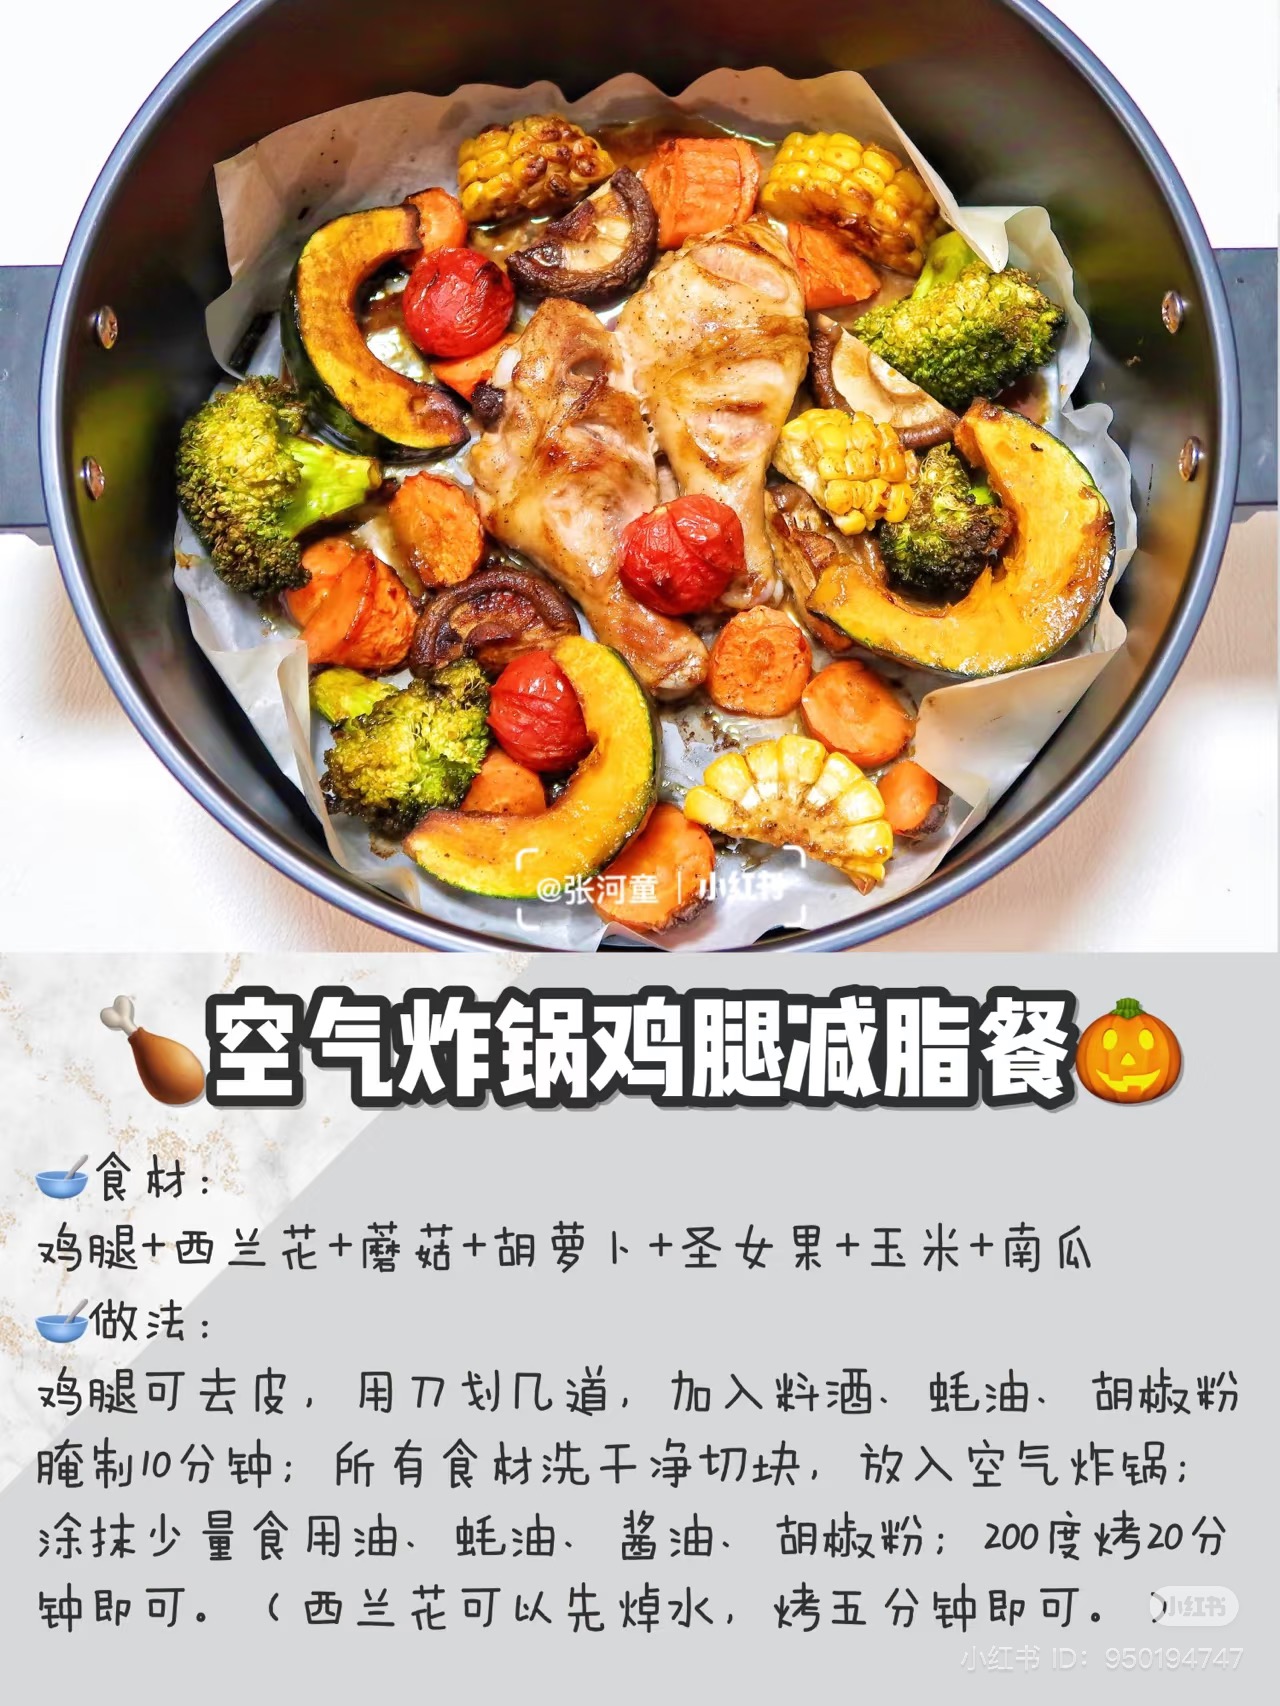 @张河童 | 小红书
空气炸锅鸡腿减脂餐
食材：
鸡腿+西兰花+蘑菇+胡萝卜+圣女果+玉米+南瓜
做法：
鸡腿可去皮，用刀划几道，加入料酒、蚝油、胡椒粉
腌制10分钟；所有食材洗干净切块，放入空气炸锅；
涂抹少量食用油、蚝油、酱油、胡椒粉；200度烤20分
钟即可。（西兰花可以先焯水，烤五分钟即可。）
小红书
小红书 ID：950194747